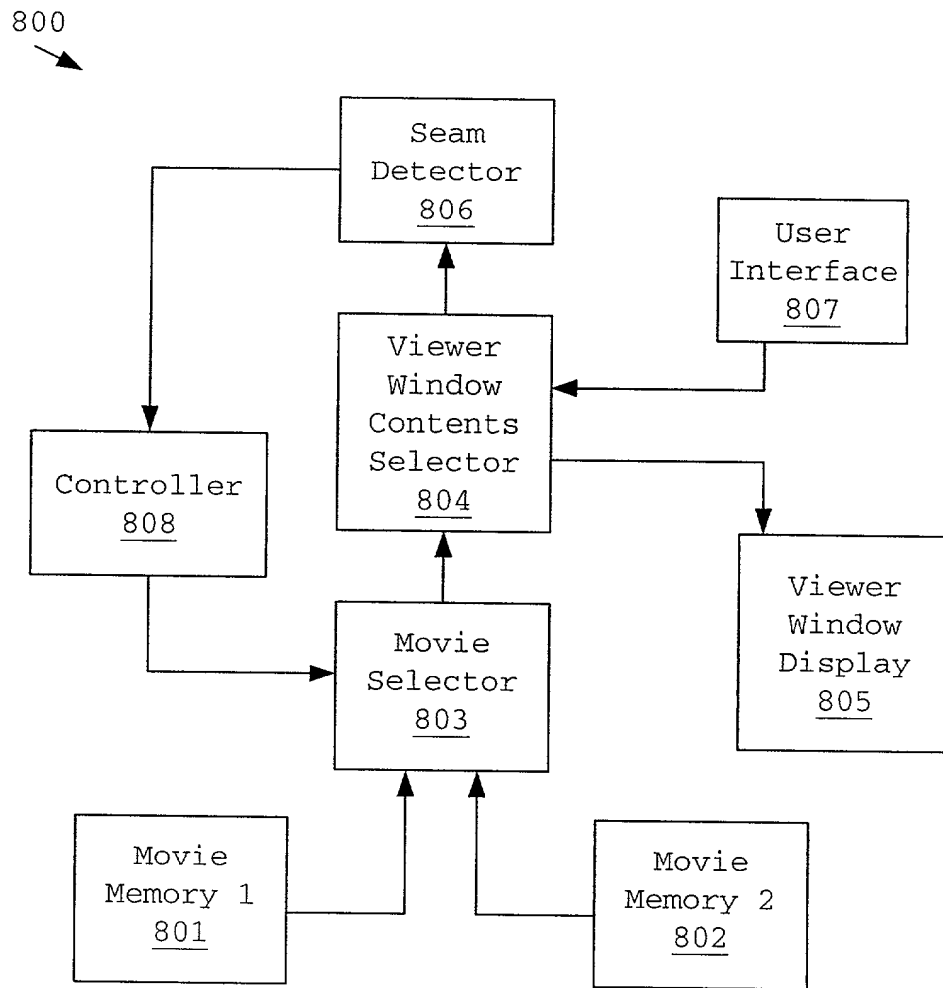 800
Seam
Detector
806
User
Interface
807
Viewer
Window
Contents
Selector
804
Controller
808
Viewer
Window
Display
805
Movie
Selector
803
Movie
Memory 1
801
Movie
Memory 2
802